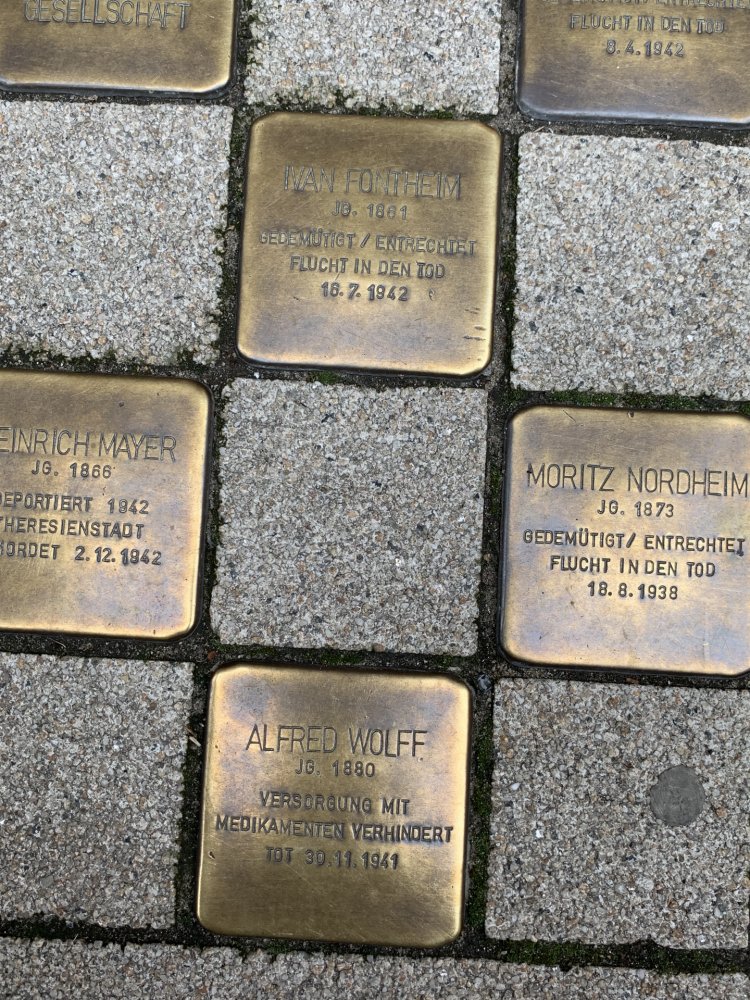 GESELLSCHAFT
FLUCHT IN DEN TOD
8.4.1942
IVAN FONTHEIM
JG. 1861
GEDEMÜTIGT / ENTRECHTET
FLUCHT IN DEN TOD
16.7.1942
EINRICH MAYER
JG. 1866
DEPORTIERT 1942
THERESIENSTADT
ORDET 2.12.1942
MORITZ NORDHEIM
JG. 1873
GEDEMÜTIGT / ENTRECHTET
FLUCHT IN DEN TOD
18.8.1938
ALFRED WOLFF
JG. 1880
VERSORGUNG MIT
MEDIKAMENTEN VERHINDERT
TOT 30.11.1941